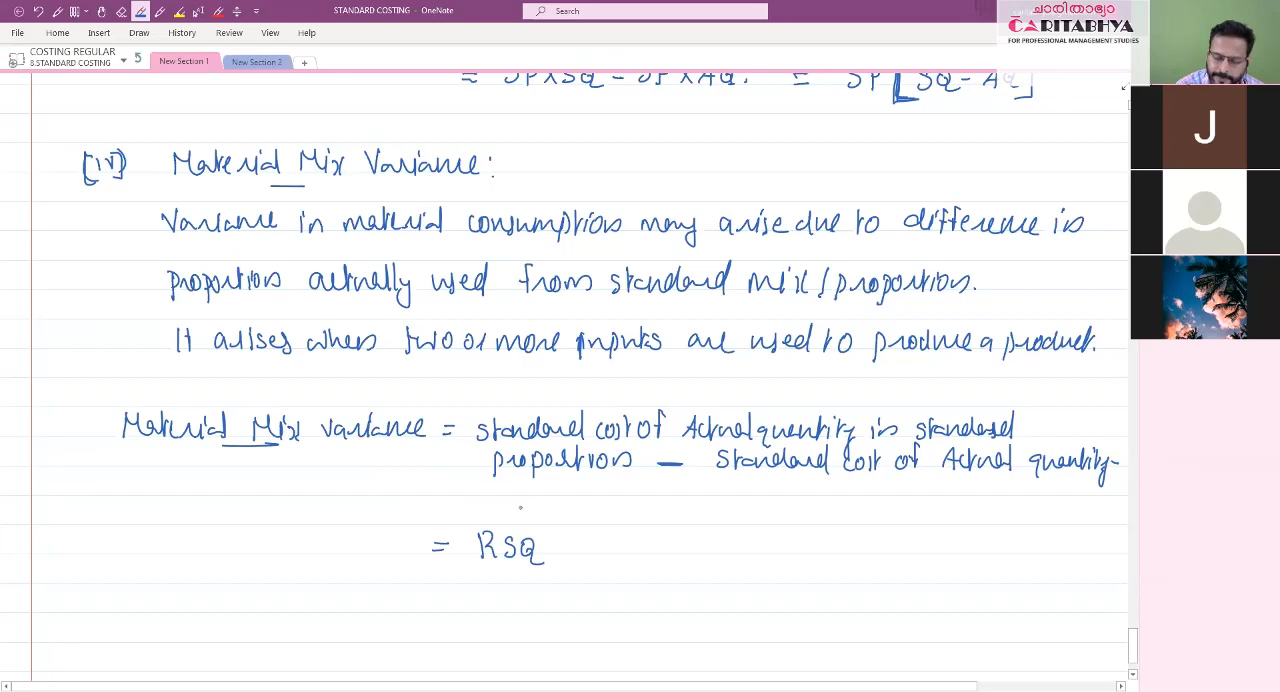 STANDARD COSTING - OneNote
Search
File Home Insert Draw History Review View Help
COSTING REGULAR
8.STANDARD COSTING
5
New Section 1
New Section 2
+
ചാരിതാഭ്യാ
CARITABHYA
FOR PROFESSIONAL MANAGEMENT STUDIES
J
= SP X SQ - SP X AQ. = SP [SQ - AQ]
[iv] Material Mix Variance:
Variance in material consumption may arise due to difference in
proportion actually used from standard mix/proportion.
It arises when two or more inputs are used to produce a product.
Material Mix variance = standard cost of Actual quantity in standard
proportion - standard cost of Actual quantity-
= RSQ